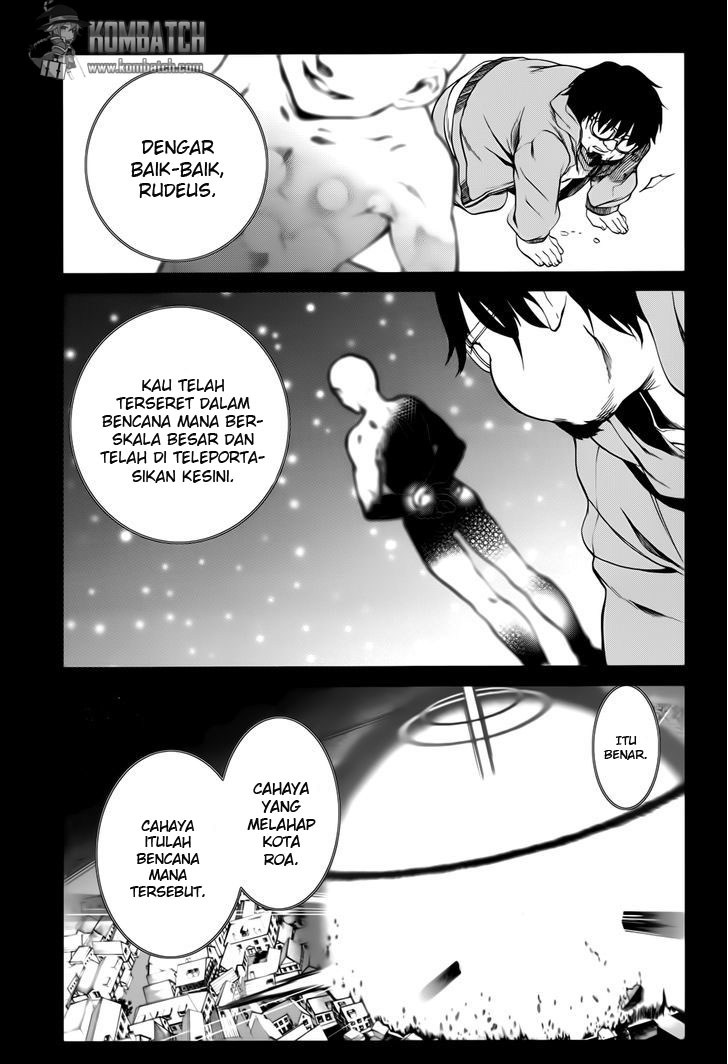 KOMBATCH
www.kombatch.com
DENGAR
BAIK-BAIK,
RUDEUS.
KAU TELAH
TERSERET DALAM
BENCANA MANA BER-
SKALA BESAR DAN
TELAH DI TELEPORTA-
SIKAN KESINI.
ITU
BENAR.
CAHAYA
YANG
MELAHAP
KOTA
ROA.
CAHAYA
ITULAH
BENCANA
MANA
TERSEBUT.